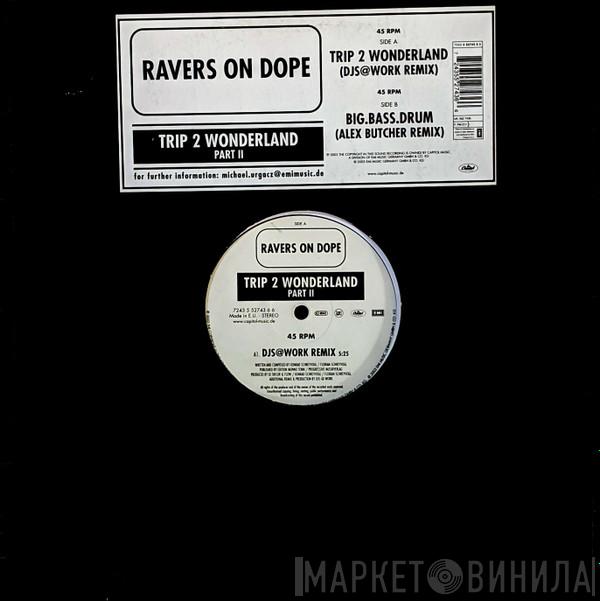 RAVERS ON DOPE
TRIP 2 WONDERLAND
PART II
for further information: michael.urgacz@emimusic.de
45 RPM
SIDE A
TRIP 2 WONDERLAND
(DJS@WORK REMIX)
45 RPM
SIDE B
BIG.BASS.DRUM
(ALEX BUTCHER REMIX)
www.capitol-music.de
SIDE A
RAVERS ON DOPE
TRIP 2 WONDERLAND
PART II
7243 5 52743 6 6
Made in E.U. - STEREO
www.capitol-music.de
EMI
45 RPM
A1. DJS@WORK REMIX 5:25
МАРКЕТ ВИНИЛА